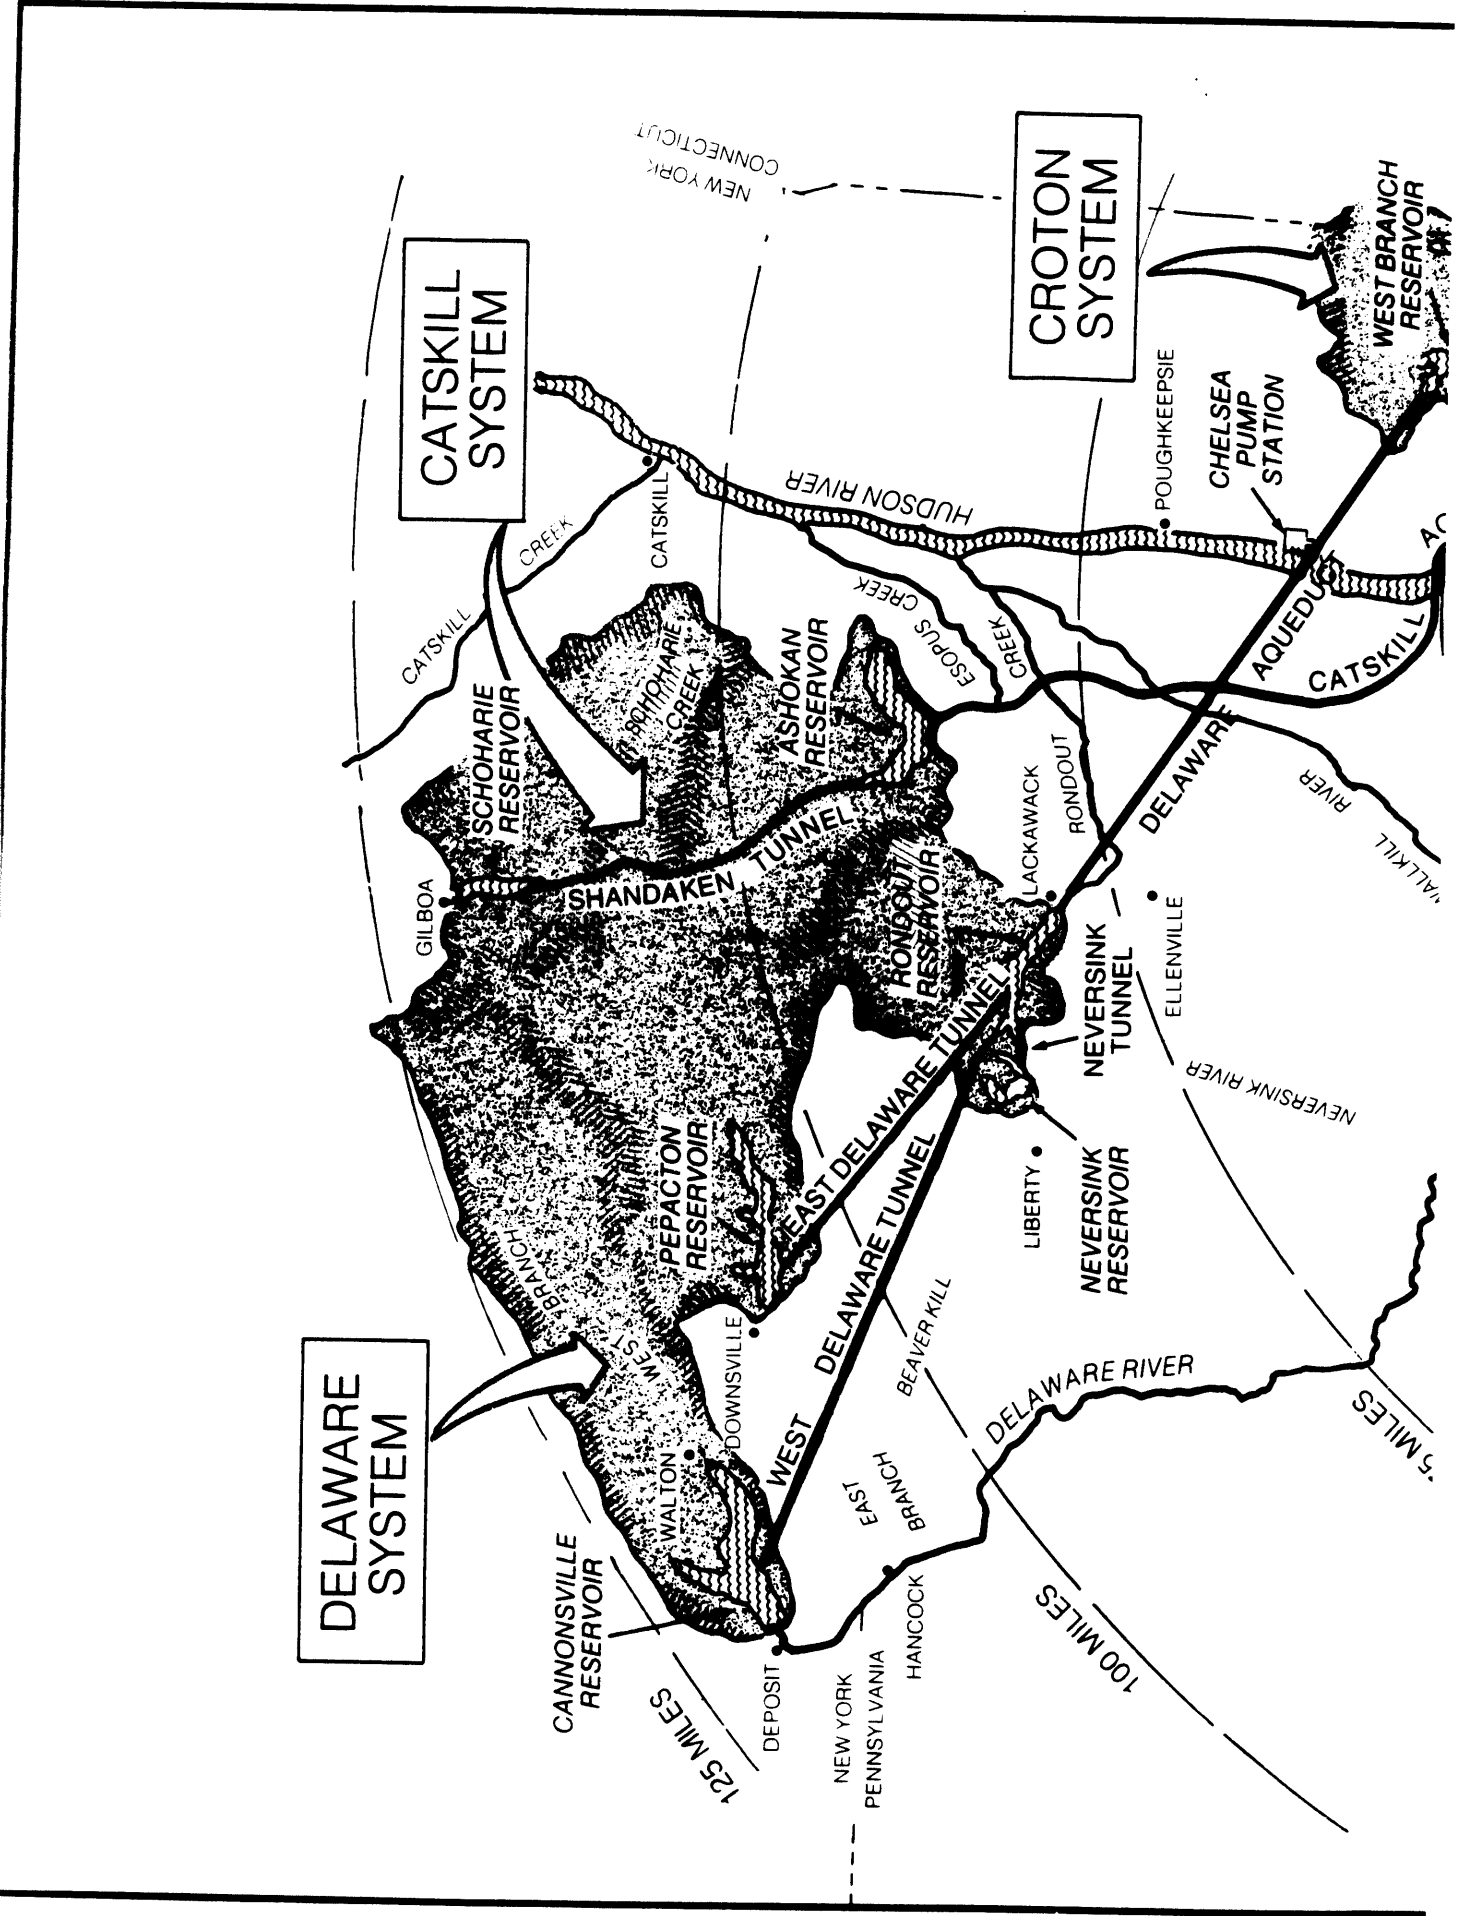 DELAWARE
SYSTEM
CATSKILL
SYSTEM
CROTON
SYSTEM
NEW YORK
CONNECTICUT
CANNONSVILLE
RESERVOIR
125 MILES
DEPOSIT
WALTON
WEST
BRANCH
DOWNSVILLE
PEPACTON
RESERVOIR
GILBOA
SCHOHARIE
RESERVOIR
SHANDAKEN
TUNNEL
CATSKILL
CREEK
CATSKILL
SCHOHARIE
CREEK
ASHOKAN
RESERVOIR
HUDSON RIVER
ESOPUS
CREEK
RONDOUT
RESERVOIR
EAST DELAWARE TUNNEL
WEST
DELAWARE TUNNEL
BEAVER KILL
EAST
BRANCH
NEW YORK
PENNSYLVANIA
HANCOCK
DELAWARE RIVER
100 MILES
LIBERTY
NEVERSINK
RESERVOIR
NEVERSINK
TUNNEL
NEVERSINK RIVER
LACKAWACK
RONDOUT
CREEK
ELLENVILLE
DELAWARE
AQUEDUCT
CATSKILL
RIVER
POUGHKEEPSIE
CHELSEA
PUMP
STATION
WEST BRANCH
RESERVOIR
5 MILES